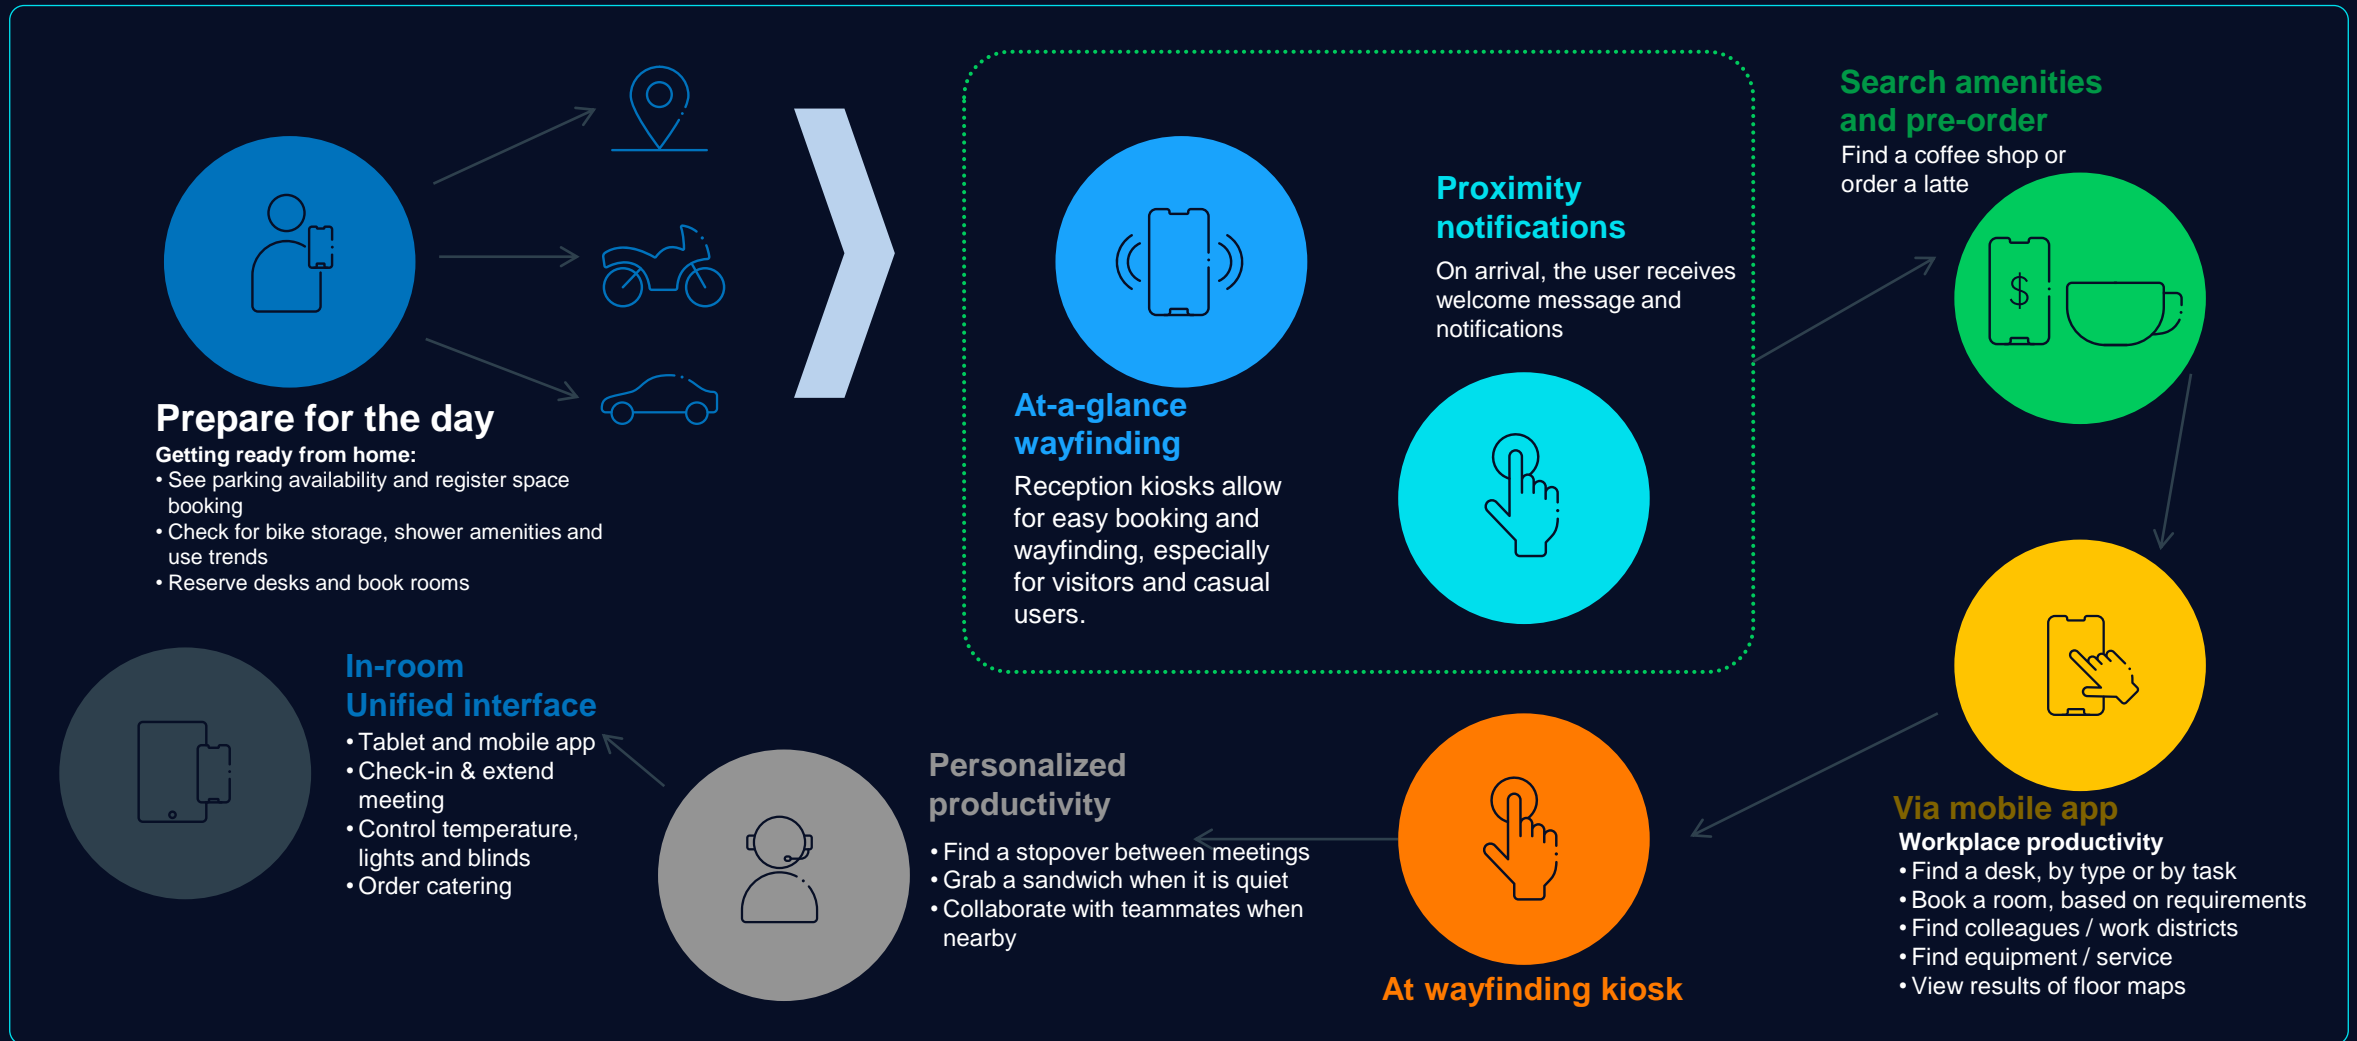 Prepare for the day
Getting ready from home:
• See parking availability and register space
booking
• Check for bike storage, shower amenities and
use trends
• Reserve desks and book rooms
At-a-glance
wayfinding
Reception kiosks allow
for easy booking and
wayfinding, especially
for visitors and casual
users.
Proximity
notifications
On arrival, the user receives
welcome message and
notifications
Search amenities
and pre-order
Find a coffee shop or
order a latte
$
Via mobile app
Workplace productivity
• Find a desk, by type or by task
• Book a room, based on requirements
• Find colleagues / work districts
• Find equipment / service
• View results of floor maps
At wayfinding kiosk
Personalized
productivity
• Find a stopover between meetings
• Grab a sandwich when it is quiet
• Collaborate with teammates when
nearby
In-room
Unified interface
• Tablet and mobile app
• Check-in & extend
meeting
• Control temperature,
lights and blinds
• Order catering